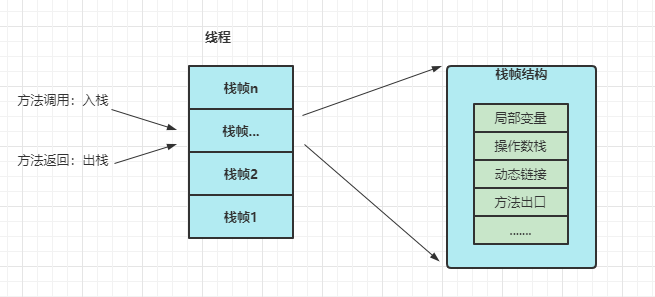 线程
栈帧n
栈帧...
栈帧2
栈帧1
方法调用：入栈
方法返回：出栈
栈帧结构
局部变量
操作数栈
动态链接
方法出口
.......